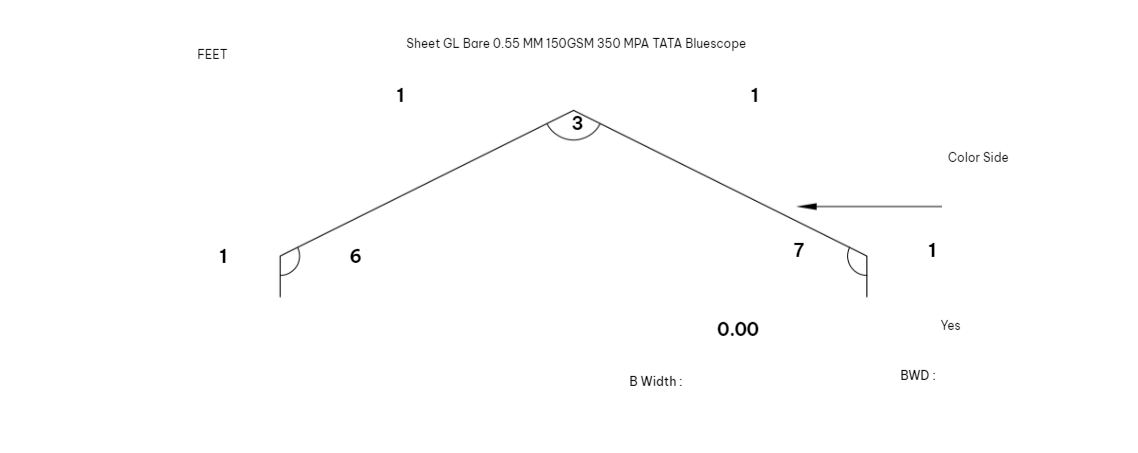 Sheet GL Bare 0.55 MM 150GSM 350 MPA TATA Bluescope
FEET
1
1
3
Color Side
1
6
7
1
0.00
Yes
B Width :
BWD :